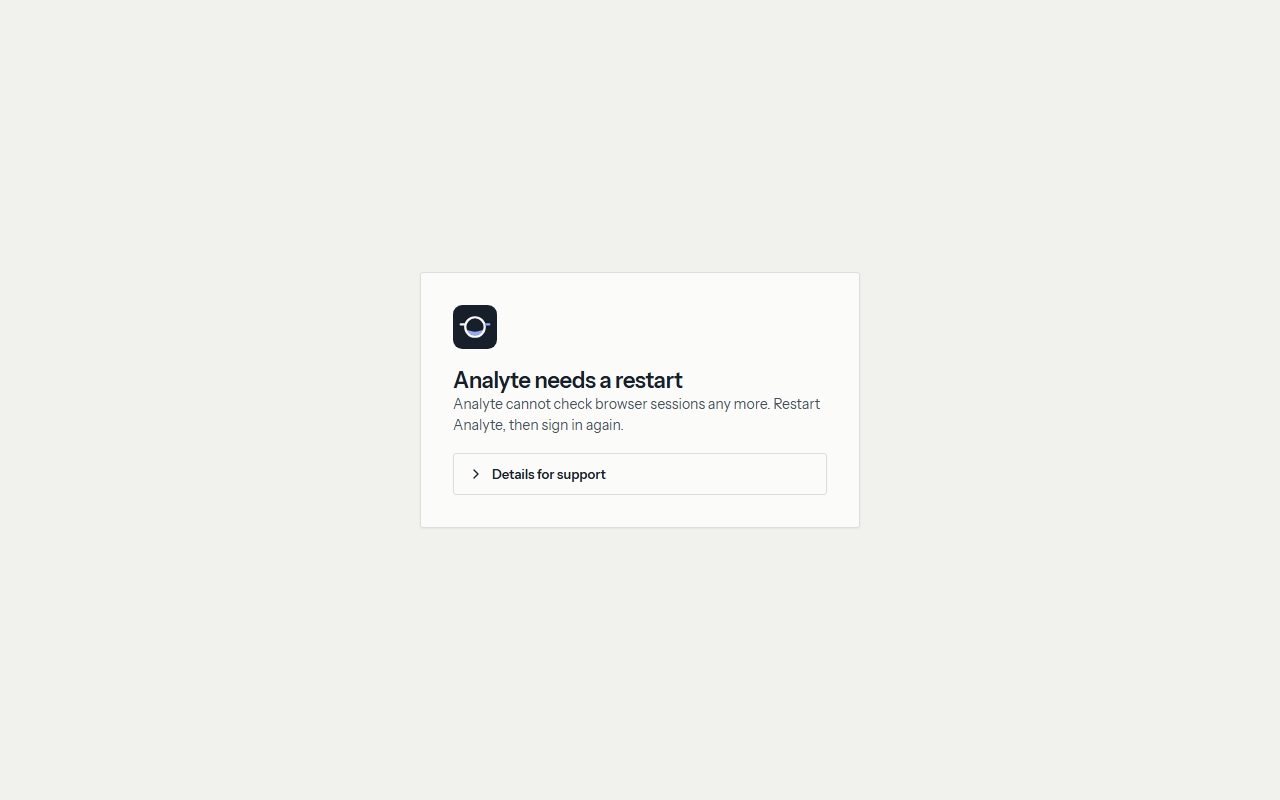 Analyte needs a restart
Analyte cannot check browser sessions any more. Restart
Analyte, then sign in again.
Details for support